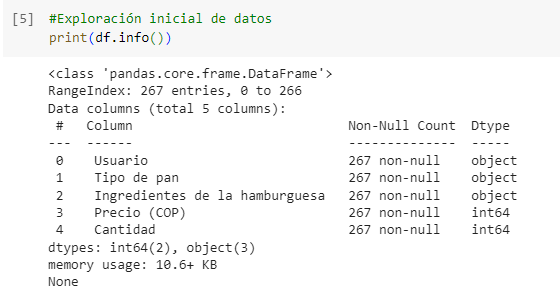 [5] #Exploración inicial de datos
print(df.info())
<class 'pandas.core.frame.DataFrame'>
RangeIndex: 267 entries, 0 to 266
Data columns (total 5 columns):
 #   Column                       Non-Null Count  Dtype
---  ------                       --------------  -----
 0   Usuario                      267 non-null    object
 1   Tipo de pan                  267 non-null    object
 2   Ingredientes de la hamburguesa  267 non-null    object
 3   Precio (COP)                 267 non-null    int64
 4   Cantidad                     267 non-null    int64
dtypes: int64(2), object(3)
memory usage: 10.6+ KB
None